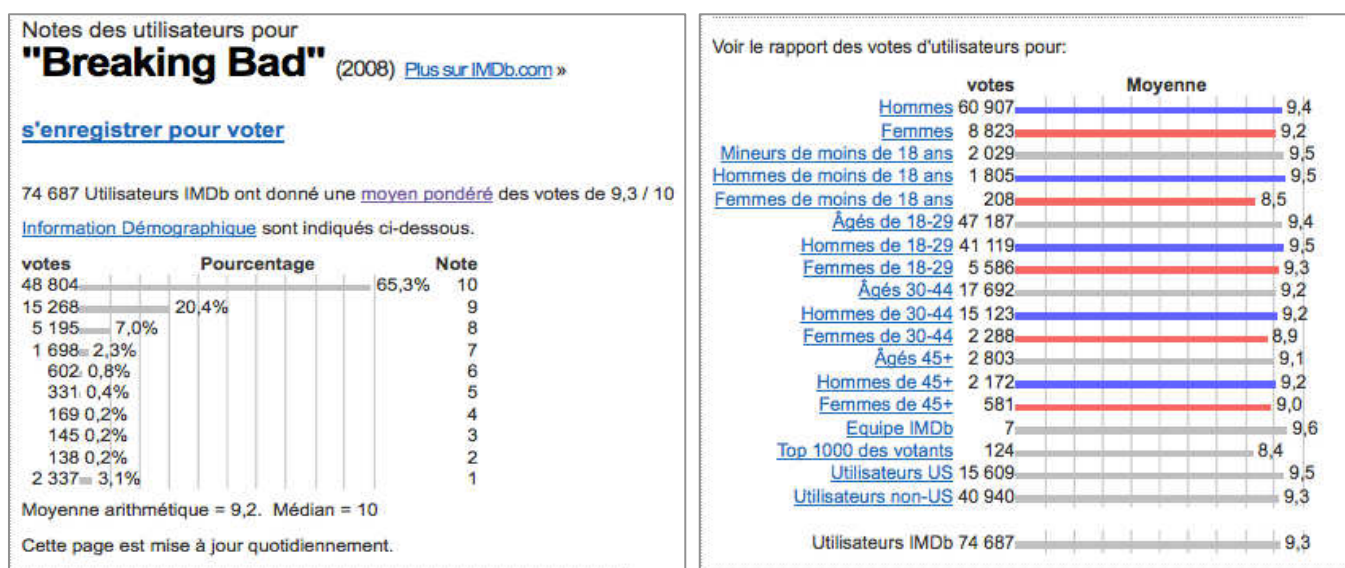 Notes des utilisateurs pour
"Breaking Bad" (2008) Plus sur IMDb.com »
s'enregistrer pour voter
74 687 Utilisateurs IMDb ont donné une moyen pondéré des votes de 9,3 / 10
Information Démographique sont indiqués ci-dessous.
votes Pourcentage Note
48 804 65,3% 10
15 268 20,4% 9
5 195 7,0% 8
1 698 2,3% 7
602 0,8% 6
331 0,4% 5
169 0,2% 4
145 0,2% 3
138 0,2% 2
2 337 3,1% 1
Moyenne arithmétique = 9,2. Médian = 10
Cette page est mise à jour quotidiennement.
Voir le rapport des votes d'utilisateurs pour:
votes Moyenne
Hommes 60 907 9,4
Femmes 8 823 9,2
Mineurs de moins de 18 ans 2 029 9,5
Hommes de moins de 18 ans 1 805 9,5
Femmes de moins de 18 ans 208 8,5
Âgés de 18-29 47 187 9,4
Hommes de 18-29 41 119 9,5
Femmes de 18-29 5 586 9,3
Âgés 30-44 17 692 9,2
Hommes de 30-44 15 123 9,2
Femmes de 30-44 2 288 8,9
Âgés 45+ 2 803 9,1
Hommes de 45+ 2 172 9,2
Femmes de 45+ 581 9,0
Equipe IMDb 7 9,6
Top 1000 des votants 124 8,4
Utilisateurs US 15 609 9,5
Utilisateurs non-US 40 940 9,3
Utilisateurs IMDb 74 687 9,3